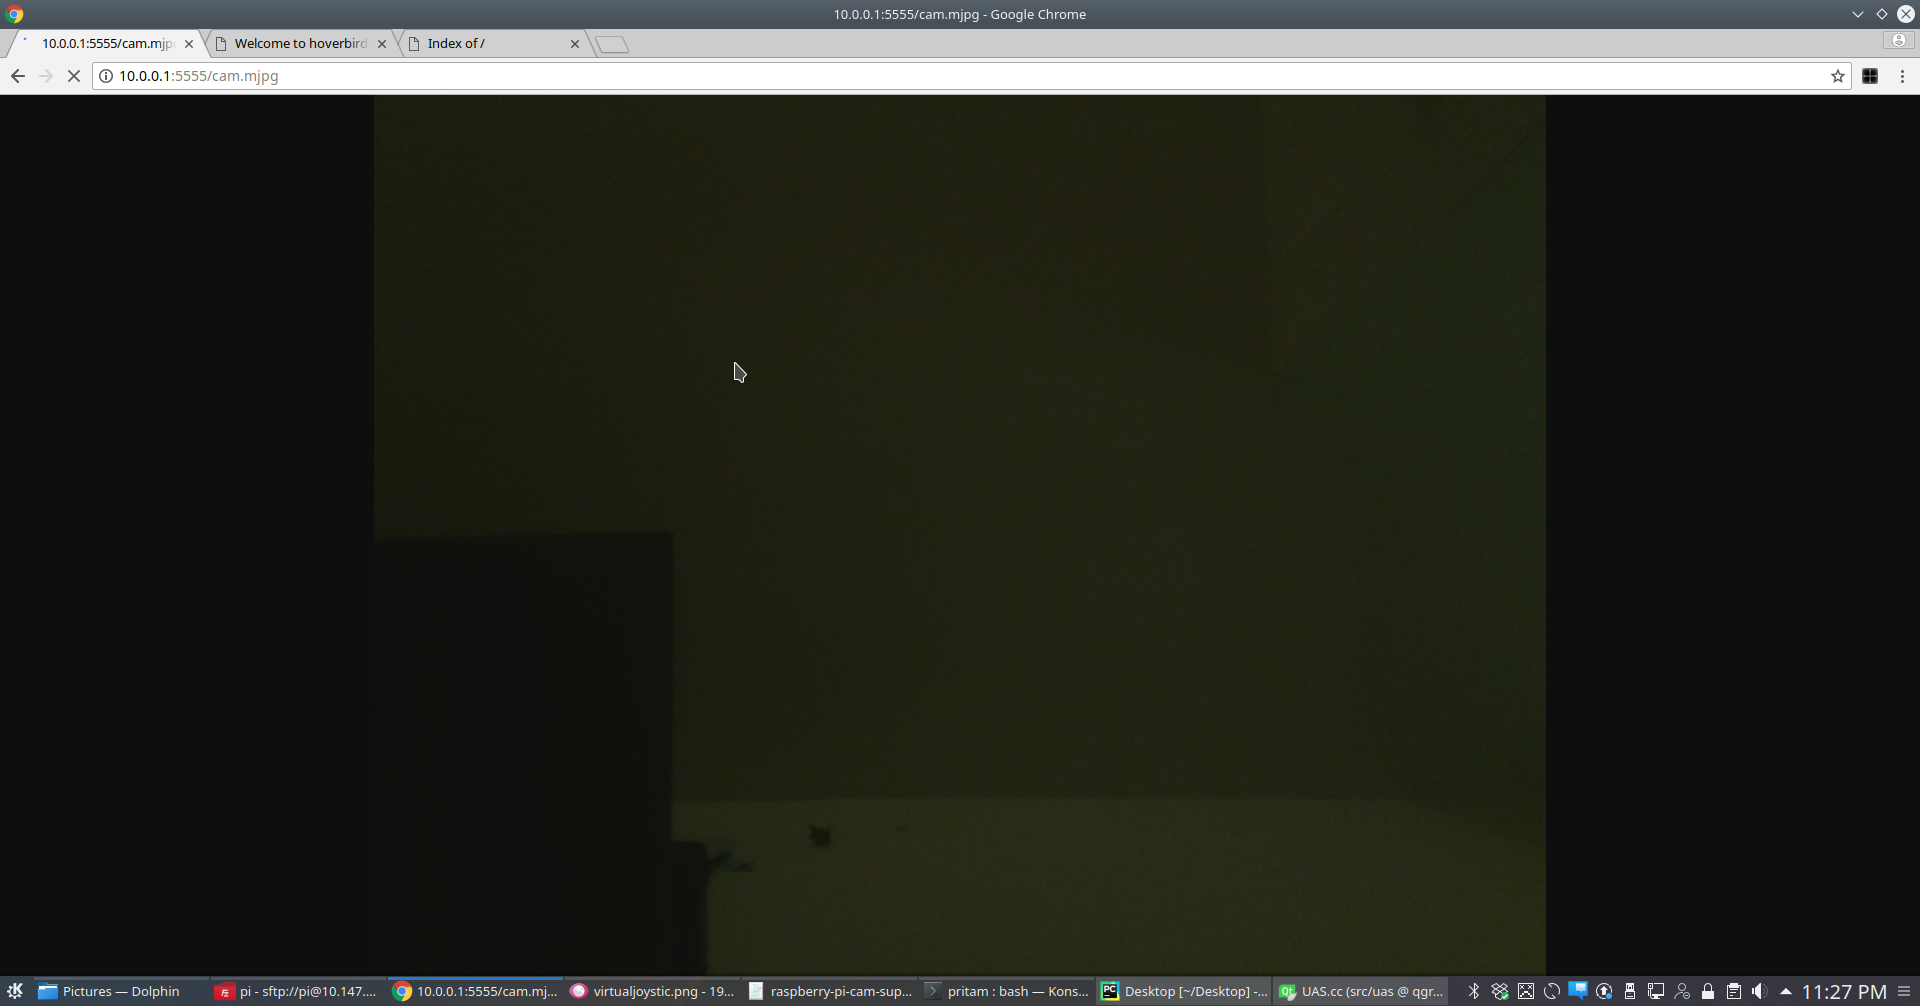 10.0.0.1:5555/cam.mjpg - Google Chrome
10.0.0.1:5555/cam.mjp
Welcome to hoverbird
Index of /
10.0.0.1:5555/cam.mjpg
Pictures — Dolphin
pi - sftp://pi@10.147....
10.0.0.1:5555/cam.mj...
virtualjoystic.png - 19...
raspberry-pi-cam-sup...
pritam : bash — Kons...
Desktop [~/Desktop] -...
UAS.cc (src/uas @ qgr...
11:27 PM